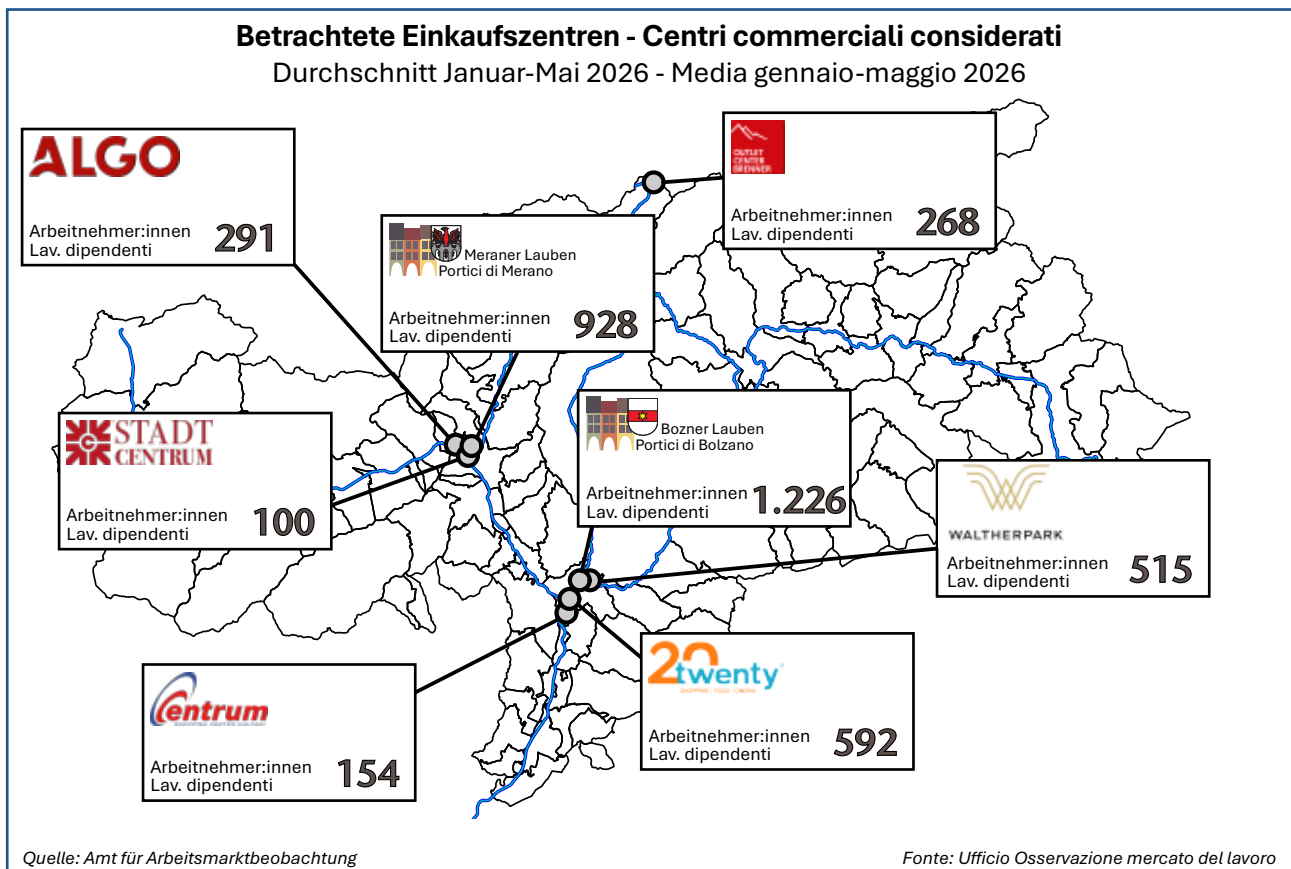 Betrachtete Einkaufszentren - Centri commerciali considerati
Durchschnitt Januar-Mai 2026 - Media gennaio-maggio 2026
ALGO
Arbeitnehmer:innen
Lav. dipendenti
291
OUTLET
CENTER
BRENNER
Arbeitnehmer:innen
Lav. dipendenti
268
Meraner Lauben
Portici di Merano
Arbeitnehmer:innen
Lav. dipendenti
928
STADT
CENTRUM
Arbeitnehmer:innen
Lav. dipendenti
100
Bozner Lauben
Portici di Bolzano
Arbeitnehmer:innen
Lav. dipendenti
1.226
WALTHERPARK
Arbeitnehmer:innen
Lav. dipendenti
515
Centrum
Arbeitnehmer:innen
Lav. dipendenti
154
20
twenty
Arbeitnehmer:innen
Lav. dipendenti
592
Quelle: Amt für Arbeitsmarktbeobachtung
Fonte: Ufficio Osservazione mercato del lavoro